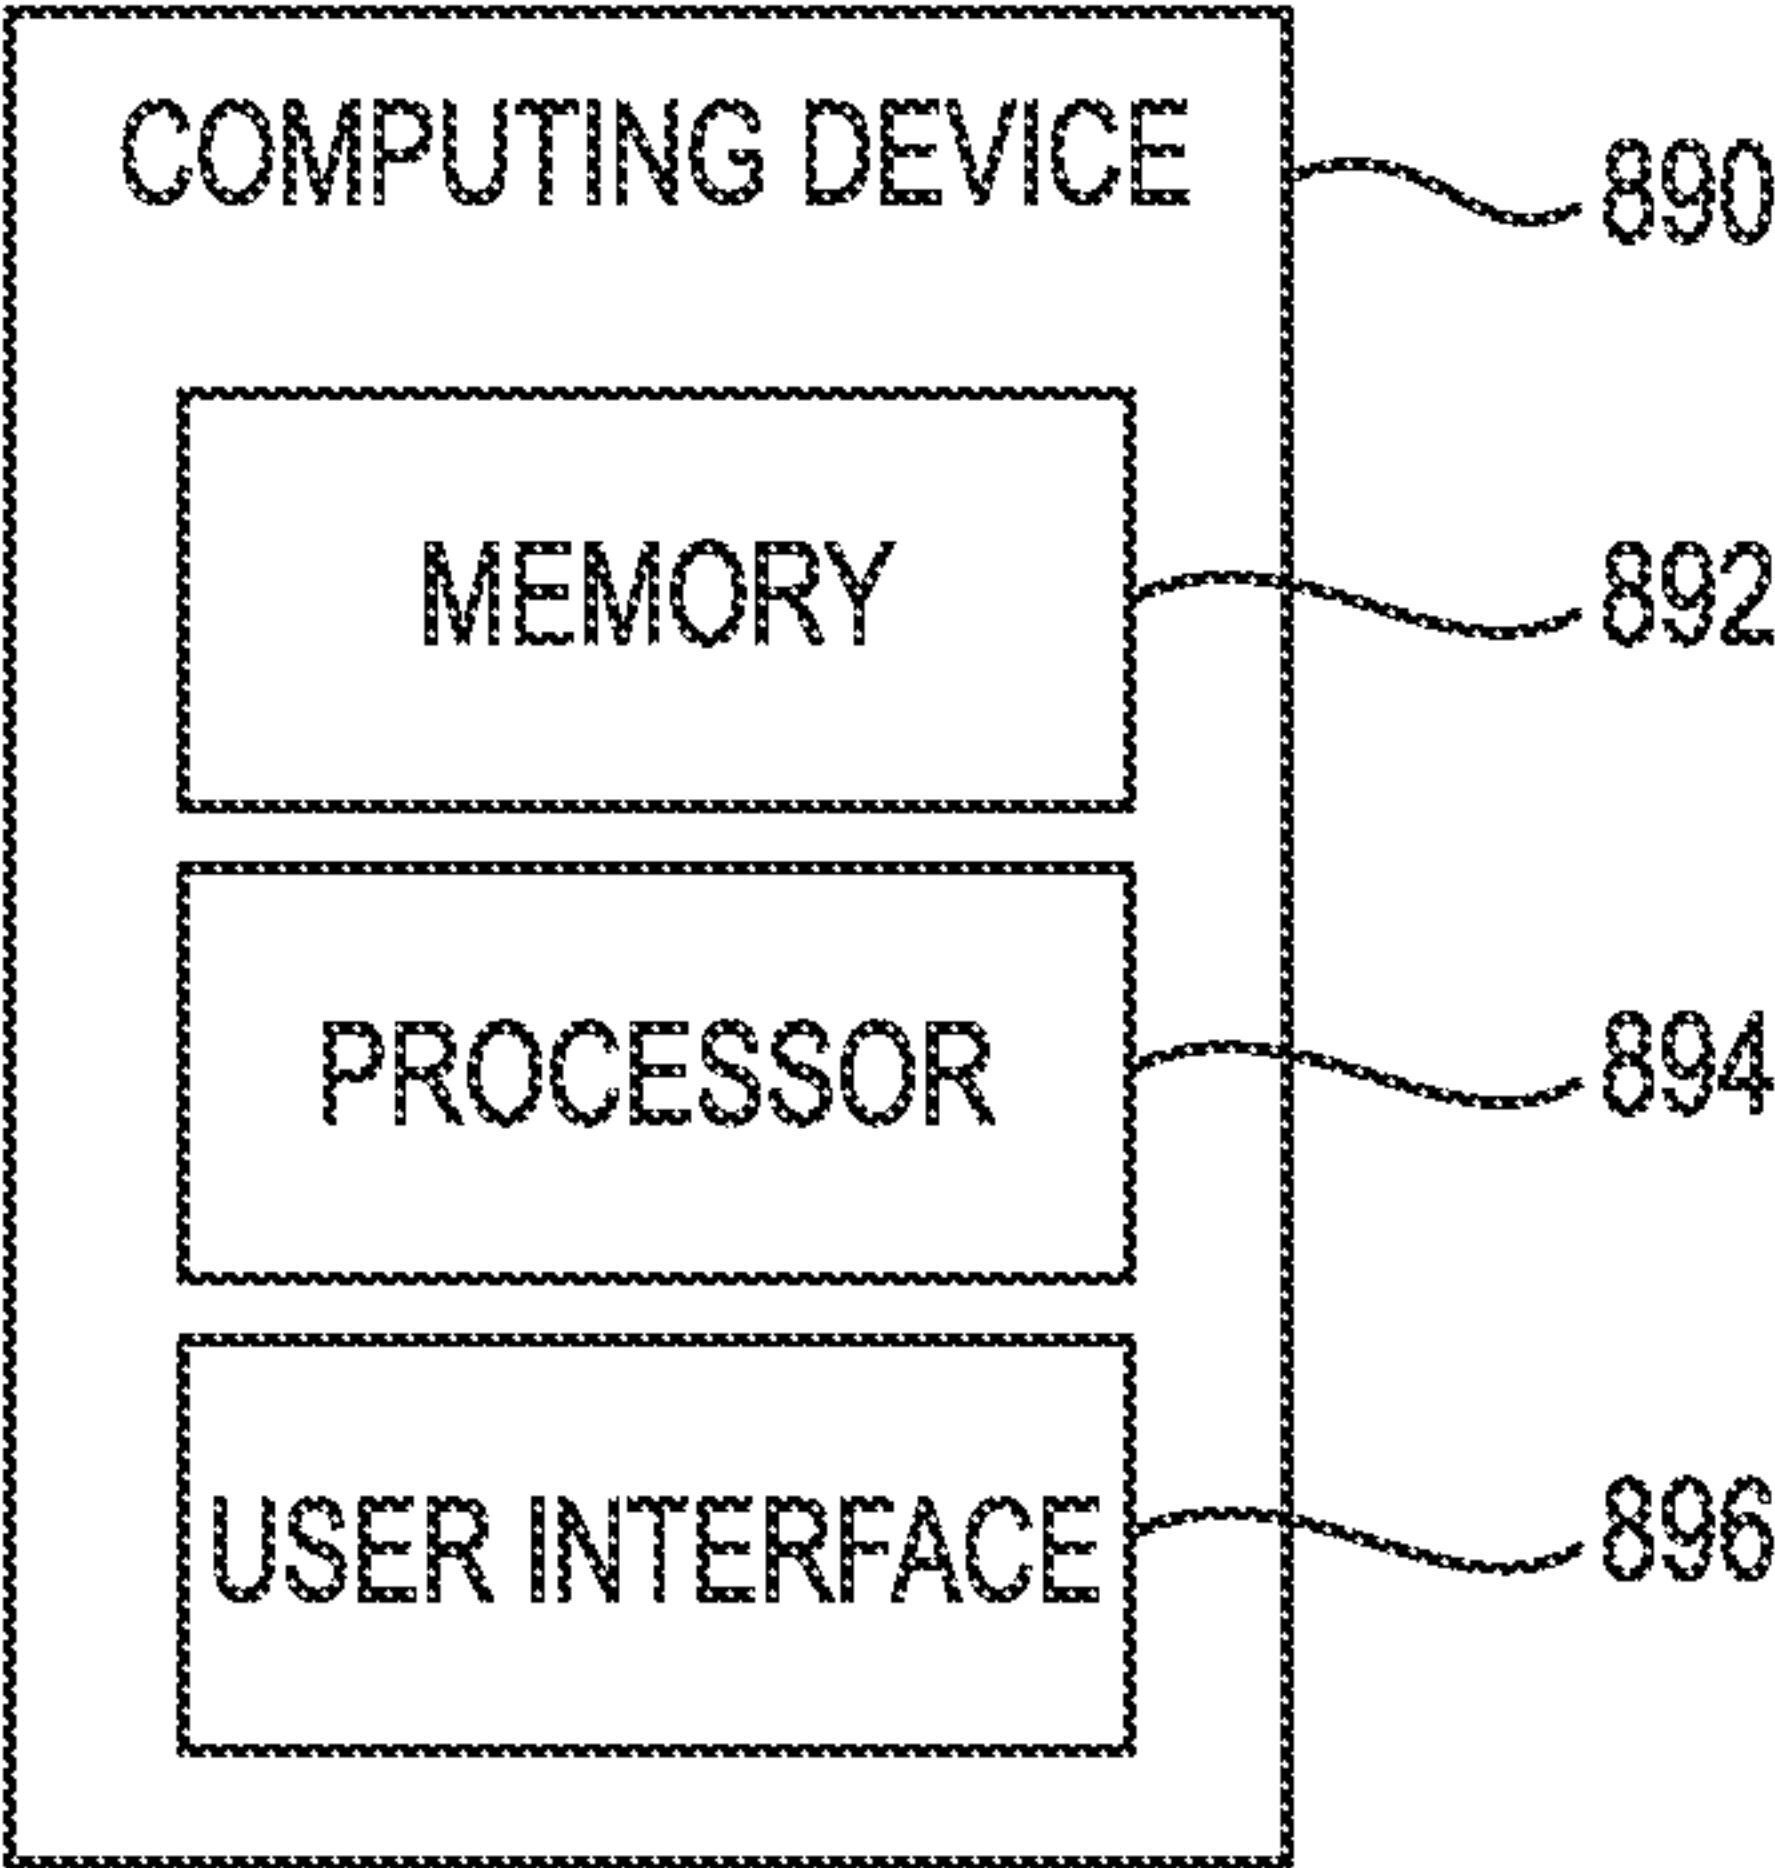 COMPUTING DEVICE
890
MEMORY
892
PROCESSOR
894
USER INTERFACE
896